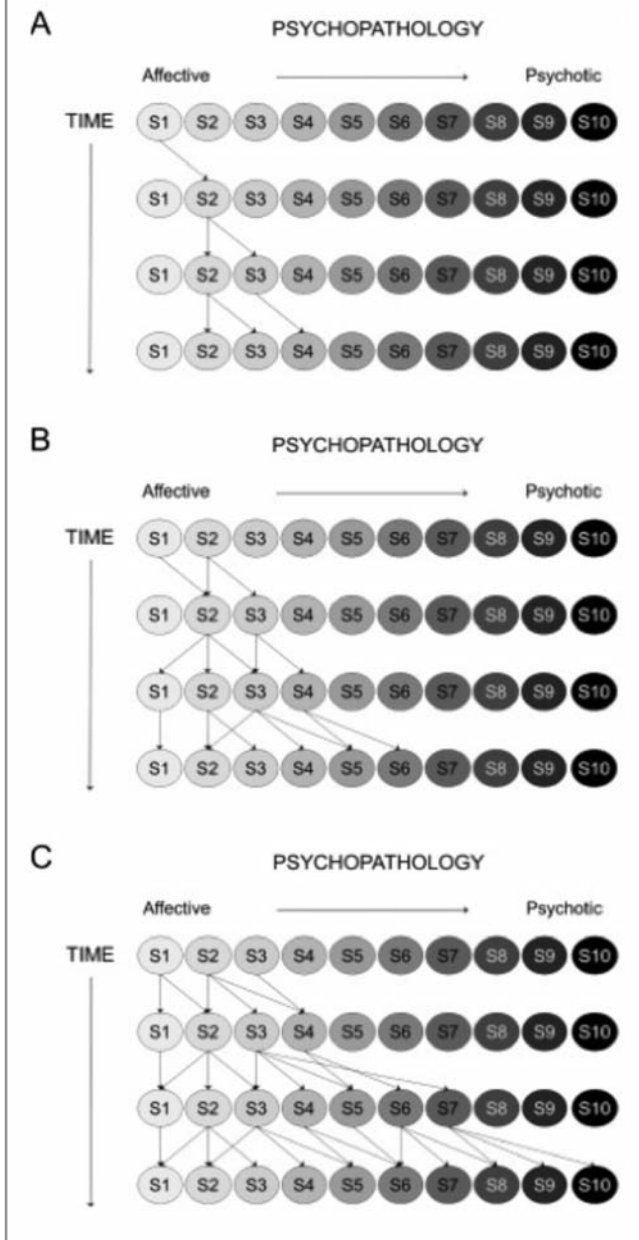 A
PSYCHOPATHOLOGY
Affective Psychotic
TIME S1 S2 S3 S4 S5 S6 S7 S8 S9 S10
S1 S2 S3 S4 S5 S6 S7 S8 S9 S10
S1 S2 S3 S4 S5 S6 S7 S8 S9 S10
S1 S2 S3 S4 S5 S6 S7 S8 S9 S10
B
PSYCHOPATHOLOGY
Affective Psychotic
TIME S1 S2 S3 S4 S5 S6 S7 S8 S9 S10
S1 S2 S3 S4 S5 S6 S7 S8 S9 S10
S1 S2 S3 S4 S5 S6 S7 S8 S9 S10
S1 S2 S3 S4 S5 S6 S7 S8 S9 S10
C
PSYCHOPATHOLOGY
Affective Psychotic
TIME S1 S2 S3 S4 S5 S6 S7 S8 S9 S10
S1 S2 S3 S4 S5 S6 S7 S8 S9 S10
S1 S2 S3 S4 S5 S6 S7 S8 S9 S10
S1 S2 S3 S4 S5 S6 S7 S8 S9 S10